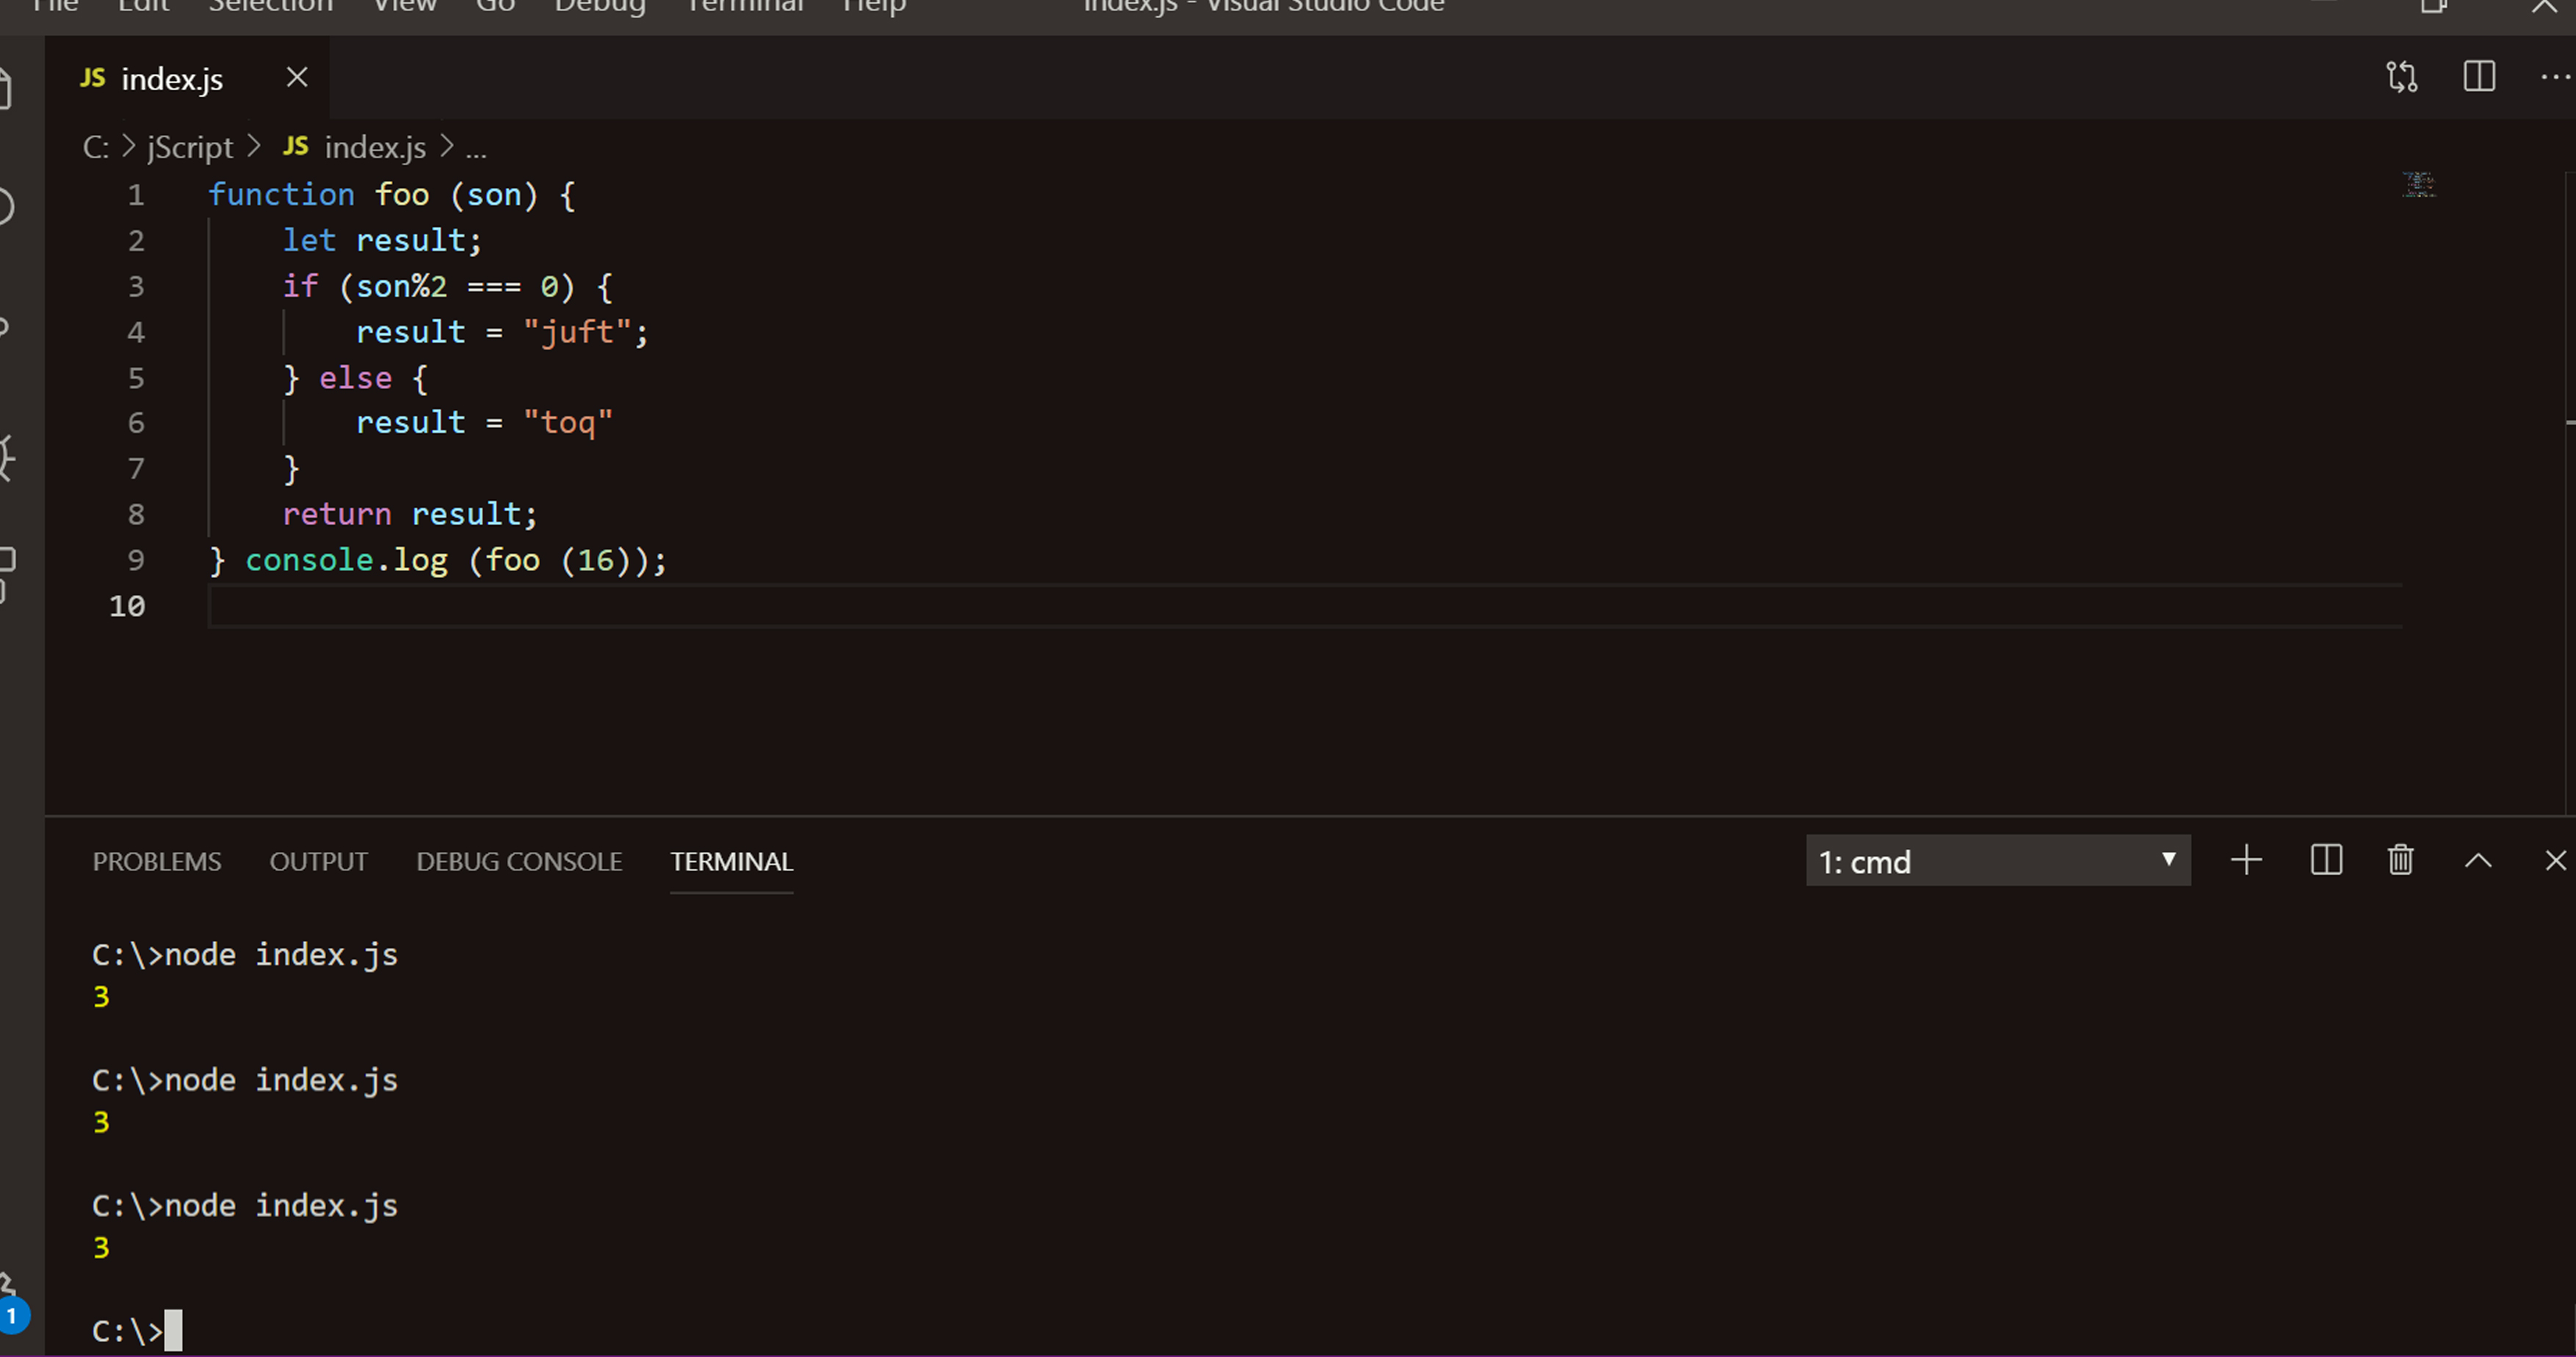 File Edit Selection View Go Debug Terminal Help index.js - Visual Studio Code
JS index.js
C: > jScript > JS index.js > ...
1 function foo (son) {
2 let result;
3 if (son%2 === 0) {
4 result = "juft";
5 } else {
6 result = "toq"
7 }
8 return result;
9 } console.log (foo (16));
10
PROBLEMS OUTPUT DEBUG CONSOLE TERMINAL 1: cmd
C:\>node index.js
3
C:\>node index.js
3
C:\>node index.js
3
1
C:\>